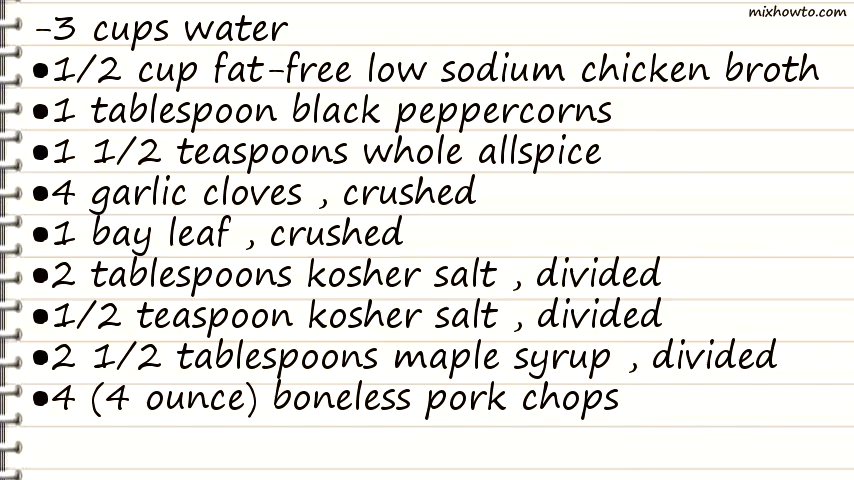 mixhowto.com
-3 cups water
•1/2 cup fat-free low sodium chicken broth
•1 tablespoon black peppercorns
•1 1/2 teaspoons whole allspice
•4 garlic cloves , crushed
•1 bay leaf , crushed
•2 tablespoons kosher salt , divided
•1/2 teaspoon kosher salt , divided
•2 1/2 tablespoons maple syrup , divided
•4 (4 ounce) boneless pork chops